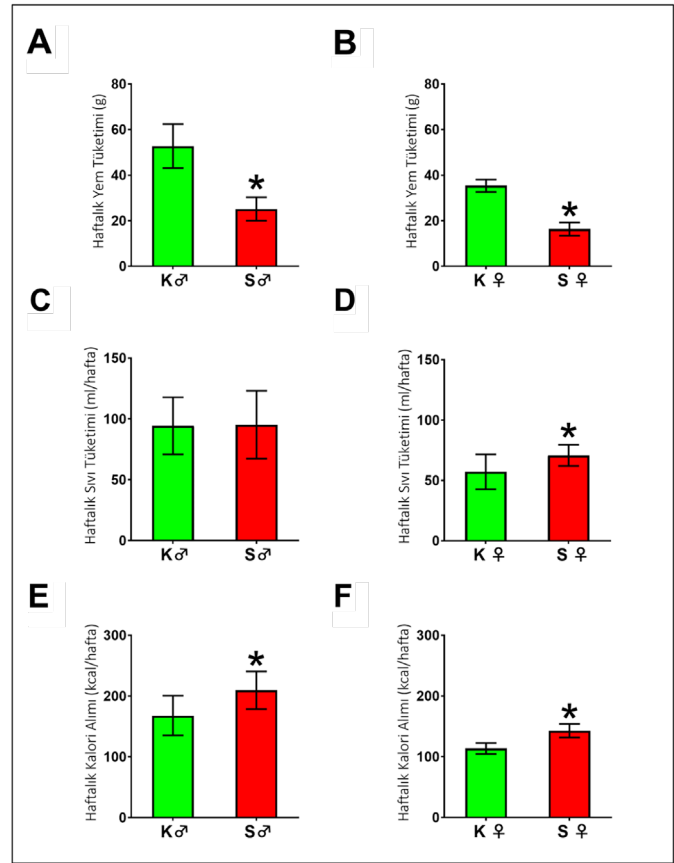 A
B
Haftalık Yem Tüketimi (g)
80
60
40
20
0
*
K♂
S♂
Haftalık Yem Tüketimi (g)
80
60
40
20
0
*
K ♀
S ♀
C
D
Haftalık Sıvı Tüketimi (ml/hafta)
150
100
50
0
K♂
S♂
Haftalık Sıvı Tüketimi (ml/hafta)
150
100
50
0
*
K ♀
S ♀
E
F
Haftalık Kalori Alımı (kcal/hafta)
300
200
100
0
*
K♂
S♂
Haftalık Kalori Alımı (kcal/hafta)
300
200
100
0
*
K ♀
S ♀